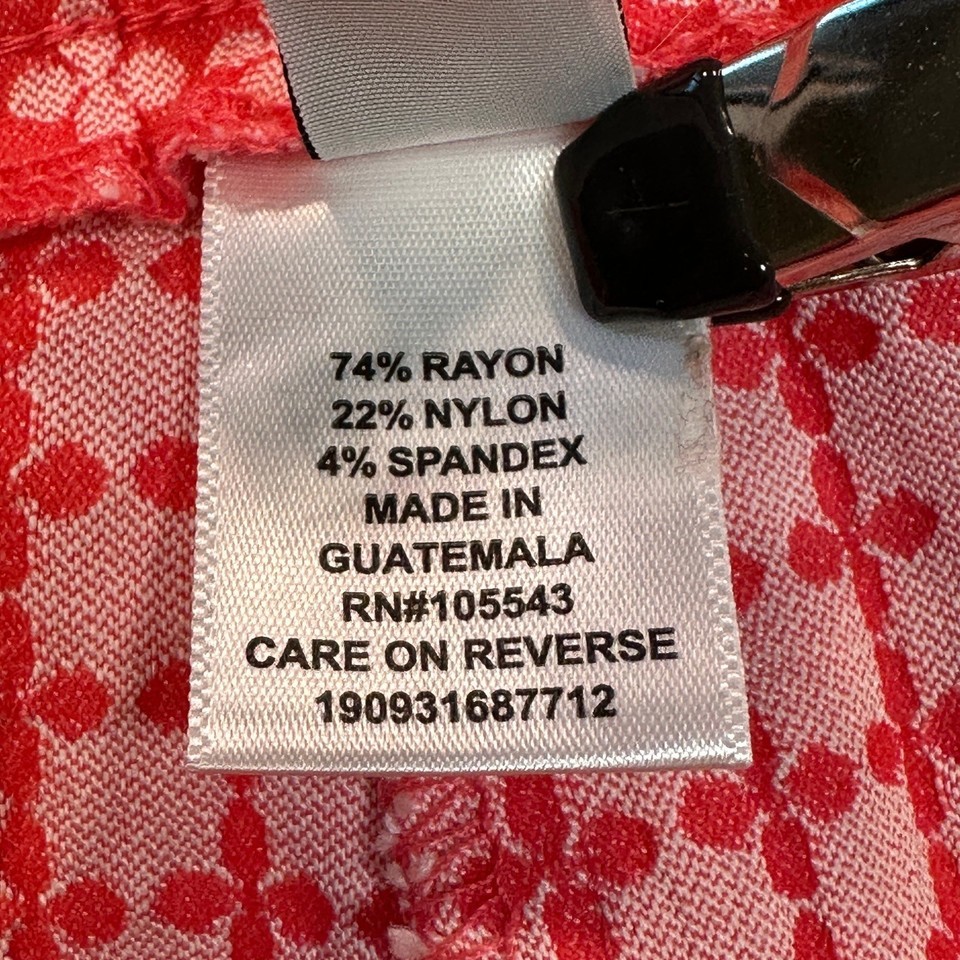 74% RAYON
22% NYLON
4% SPANDEX
MADE IN
GUATEMALA
RN#105543
CARE ON REVERSE
190931687712